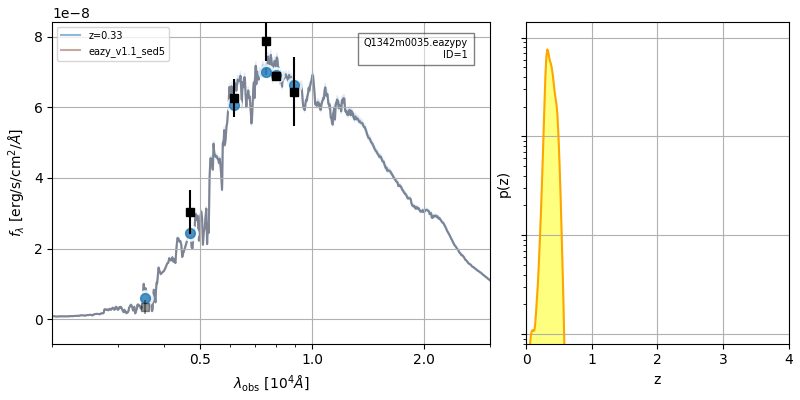 1e−8
z=0.33
eazy_v1.1_sed5
Q1342m0035.eazypy
ID=1
8
6
4
2
0
f_λ [erg/s/cm²/Å]
0.5
1.0
2.0
λ_obs [10⁴Å]
p(z)
0
1
2
3
4
z